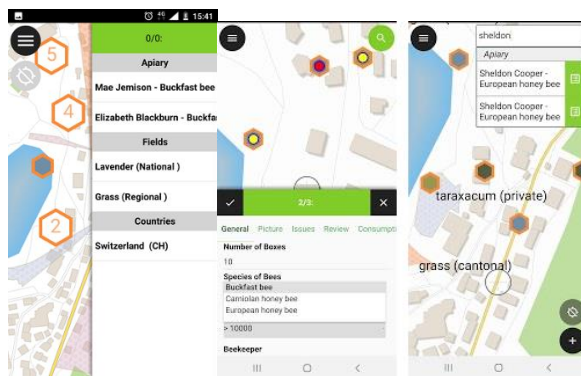 4G 15:41
5
4
2
0/0:
Apiary
Mae Jemison - Buckfast bee
Elizabeth Blackburn - Buckfa
Fields
Lavender (National )
Grass (Regional )
Countries
Switzerland (CH)
2/3:
General Picture Issues Review Consumpti
Number of Boxes
10
Species of Bees
Buckfast bee
Carniolan honey bee
European honey bee
> 10000
Beekeeper
sheldon
Apiary
Sheldon Cooper -
European honey bee
Sheldon Cooper -
European honey bee
taraxacum (private)
grass (cantonal)